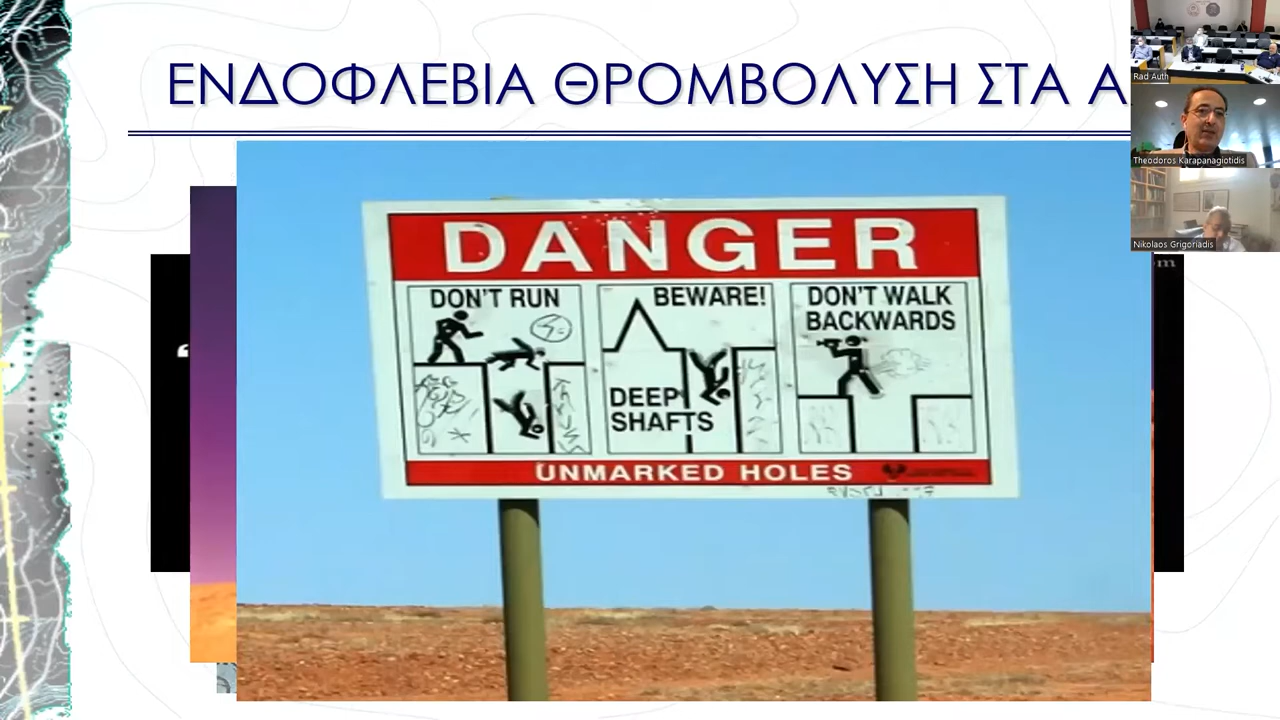 ΕΝΔΟΦΛΕΒΙΑ ΘΡΟΜΒΟΛΥΣΗ ΣΤΑ Α
Rad Auth
Theodoros Karapanagiotidis
Nikolaos Grigoriadis
DANGER
DON'T RUN
BEWARE!
DEEP
SHAFTS
DON'T WALK
BACKWARDS
UNMARKED HOLES